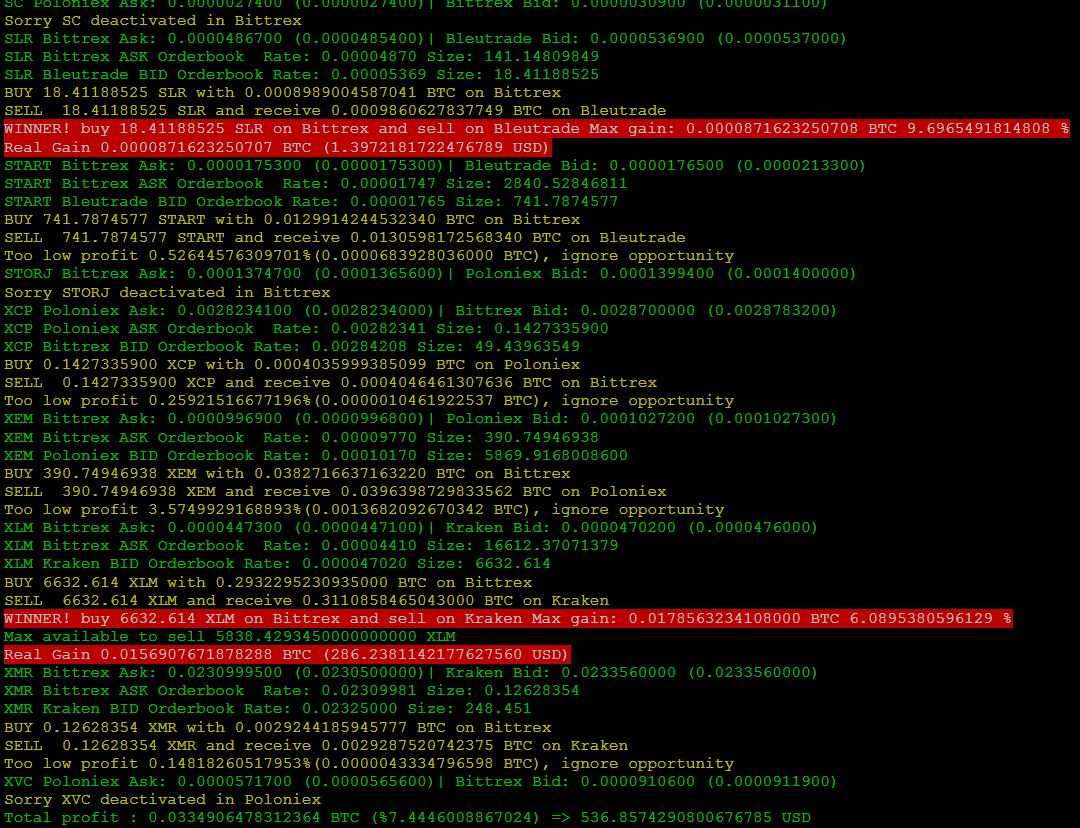 SC Poloniex Ask: 0.0000027400 (0.0000027400)| Bittrex Bid: 0.0000030900 (0.0000031100)
Sorry SC deactivated in Bittrex
SLR Bittrex Ask: 0.0000486700 (0.0000485400)| Bleutrade Bid: 0.0000536900 (0.0000537000)
SLR Bittrex ASK Orderbook  Rate: 0.00004870 Size: 141.14809849
SLR Bleutrade BID Orderbook Rate: 0.00005369 Size: 18.41188525
BUY 18.41188525 SLR with 0.0008989004587041 BTC on Bittrex
SELL  18.41188525 SLR and receive 0.0009860627837749 BTC on Bleutrade
WINNER! buy 18.41188525 SLR on Bittrex and sell on Bleutrade Max gain: 0.0000871623250708 BTC 9.6965491814808 %
Real Gain 0.0000871623250707 BTC (1.3972181722476789 USD)
START Bittrex Ask: 0.0000175300 (0.0000175300)| Bleutrade Bid: 0.0000176500 (0.0000213300)
START Bittrex ASK Orderbook  Rate: 0.00001747 Size: 2840.52846811
START Bleutrade BID Orderbook Rate: 0.00001765 Size: 741.7874577
BUY 741.7874577 START with 0.0129914244532340 BTC on Bittrex
SELL  741.7874577 START and receive 0.0130598172568340 BTC on Bleutrade
Too low profit 0.52644576309701%(0.0000683928036000 BTC), ignore opportunity
STORJ Bittrex Ask: 0.0001374700 (0.0001365600)| Poloniex Bid: 0.0001399400 (0.0001400000)
Sorry STORJ deactivated in Bittrex
XCP Poloniex Ask: 0.0028234100 (0.0028234000)| Bittrex Bid: 0.0028700000 (0.0028783200)
XCP Poloniex ASK Orderbook  Rate: 0.00282341 Size: 0.1427335900
XCP Bittrex BID Orderbook Rate: 0.00284208 Size: 49.43963549
BUY 0.1427335900 XCP with 0.0004035999385099 BTC on Poloniex
SELL  0.1427335900 XCP and receive 0.0004046461307636 BTC on Bittrex
Too low profit 0.25921516677196%(0.0000010461922537 BTC), ignore opportunity
XEM Bittrex Ask: 0.0000996900 (0.0000996800)| Poloniex Bid: 0.0001027200 (0.0001027300)
XEM Bittrex ASK Orderbook  Rate: 0.00009770 Size: 390.74946938
XEM Poloniex BID Orderbook Rate: 0.00010170 Size: 5869.9168008600
BUY 390.74946938 XEM with 0.0382716637163220 BTC on Bittrex
SELL  390.74946938 XEM and receive 0.0396398729833562 BTC on Poloniex
Too low profit 3.5749929168893%(0.0013682092670342 BTC), ignore opportunity
XLM Bittrex Ask: 0.0000447300 (0.0000447100)| Kraken Bid: 0.0000470200 (0.0000476000)
XLM Bittrex ASK Orderbook  Rate: 0.00004410 Size: 16612.37071379
XLM Kraken BID Orderbook Rate: 0.00047020 Size: 6632.614
BUY 6632.614 XLM with 0.2932295230935000 BTC on Bittrex
SELL  6632.614 XLM and receive 0.3110858465043000 BTC on Kraken
WINNER! buy 6632.614 XLM on Bittrex and sell on Kraken Max gain: 0.0178563234108000 BTC 6.0895380596129 %
Max available to sell 5838.4293450000000000 XLM
Real Gain 0.0156907671878288 BTC (286.2381142177627560 USD)
XMR Bittrex Ask: 0.0230999500 (0.0230500000)| Kraken Bid: 0.0233560000 (0.0233560000)
XMR Bittrex ASK Orderbook  Rate: 0.02309981 Size: 0.12628354
XMR Kraken BID Orderbook Rate: 0.02325000 Size: 248.451
BUY 0.12628354 XMR with 0.0029244185945777 BTC on Bittrex
SELL  0.12628354 XMR and receive 0.0029287520742375 BTC on Kraken
Too low profit 0.14818260517953%(0.0000043334796598 BTC), ignore opportunity
XVC Poloniex Ask: 0.0000571700 (0.0000565600)| Bittrex Bid: 0.0000910600 (0.0000911900)
Sorry XVC deactivated in Poloniex
Total profit : 0.0334906478312364 BTC (%7.4446008867024) => 536.8574290800676785 USD